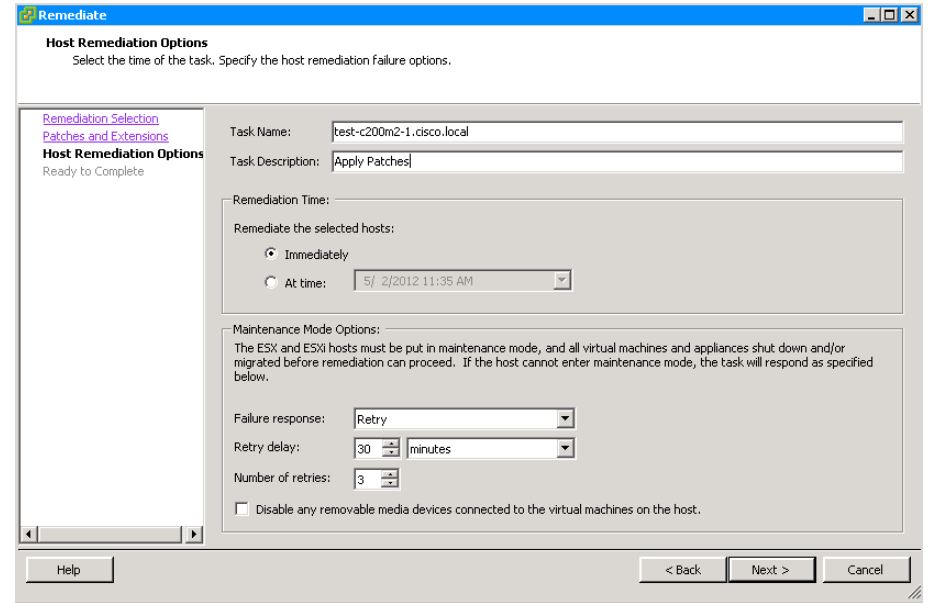 Remediate
Host Remediation Options
Select the time of the task. Specify the host remediation failure options.
Remediation Selection
Patches and Extensions
Host Remediation Options
Ready to Complete
Task Name: test-c200m2-1.cisco.local
Task Description: Apply Patches
Remediation Time:
Remediate the selected hosts:
Immediately
At time: 5/ 2/2012 11:35 AM
Maintenance Mode Options:
The ESX and ESXi hosts must be put in maintenance mode, and all virtual machines and appliances shut down and/or
migrated before remediation can proceed. If the host cannot enter maintenance mode, the task will respond as specified
below.
Failure response: Retry
Retry delay: 30 minutes
Number of retries: 3
Disable any removable media devices connected to the virtual machines on the host.
Help
< Back
Next >
Cancel